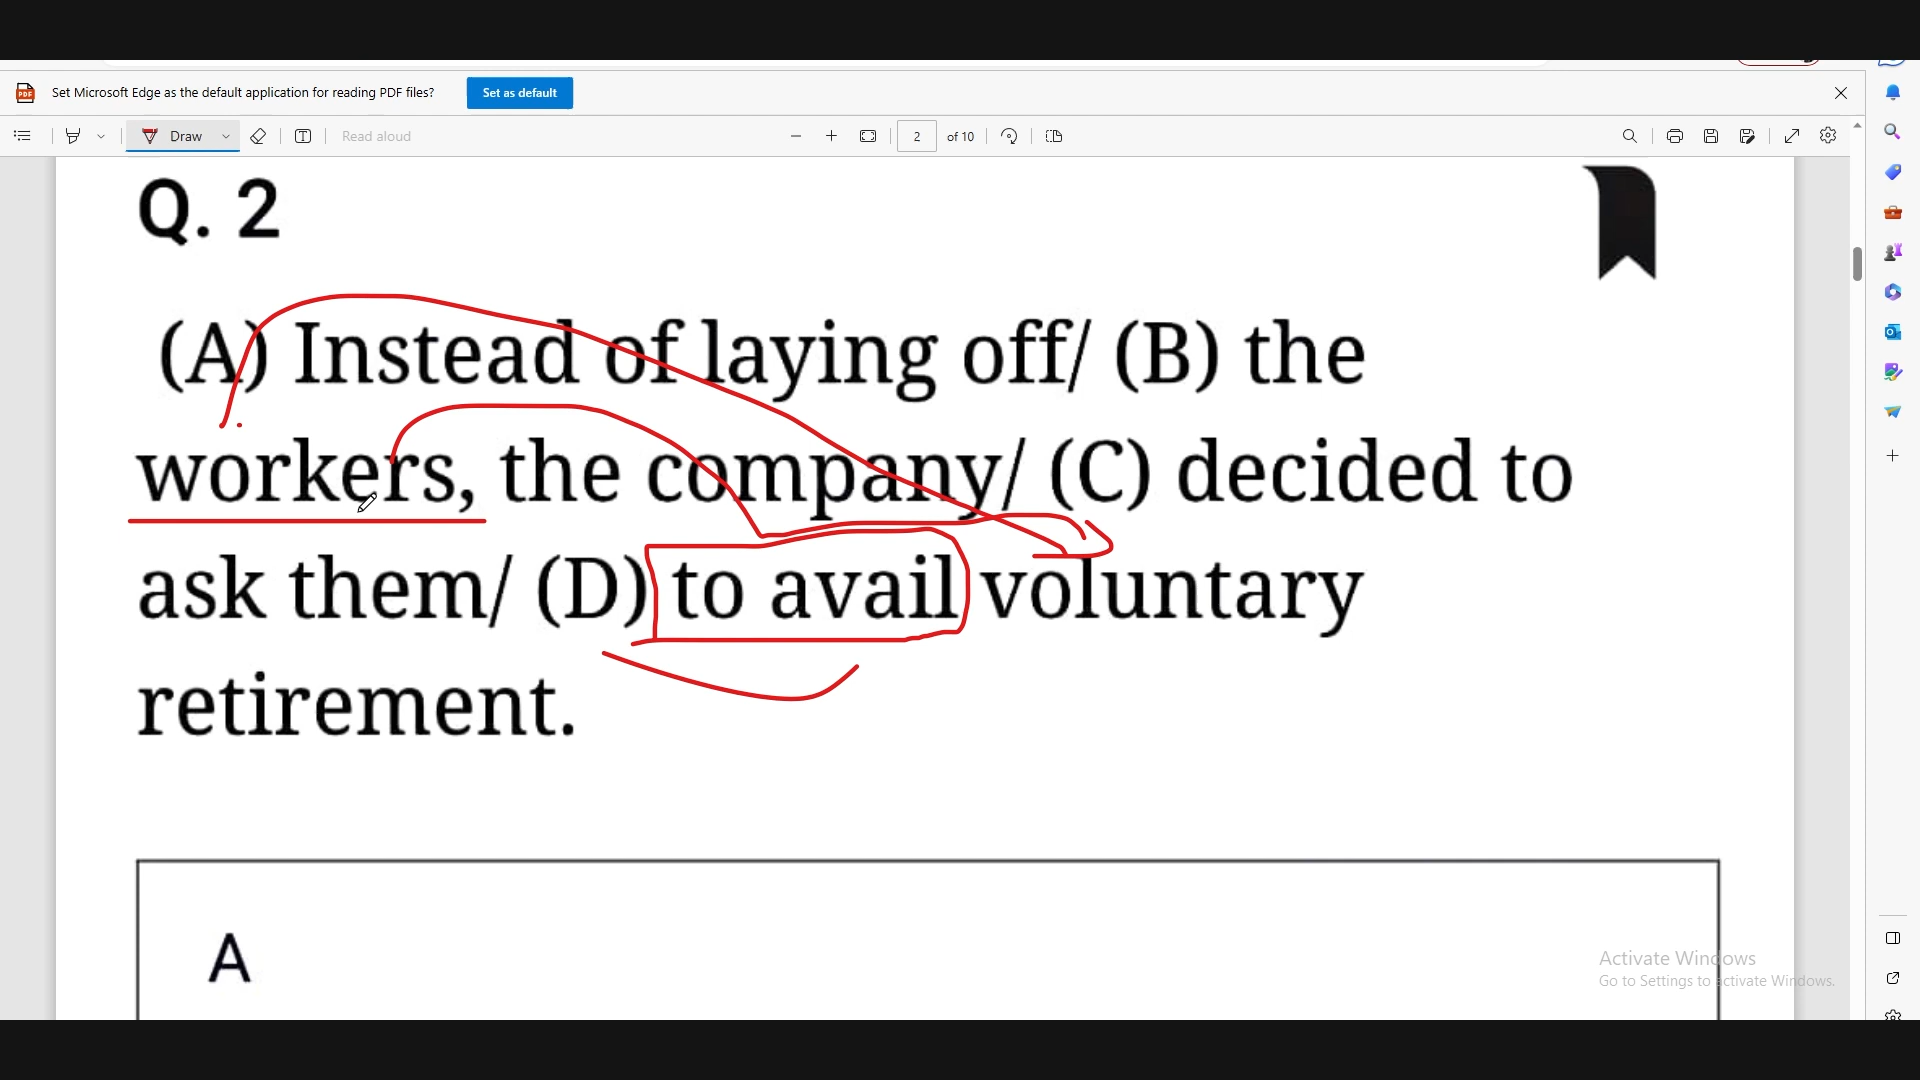 Set Microsoft Edge as the default application for reading PDF files?
Set as default
Draw
Read aloud
2
of 10
Q. 2
(A) Instead of laying off/ (B) the
workers, the company/ (C) decided to
ask them/ (D) to avail voluntary
retirement.
A
Activate Windows
Go to Settings to activate Windows.